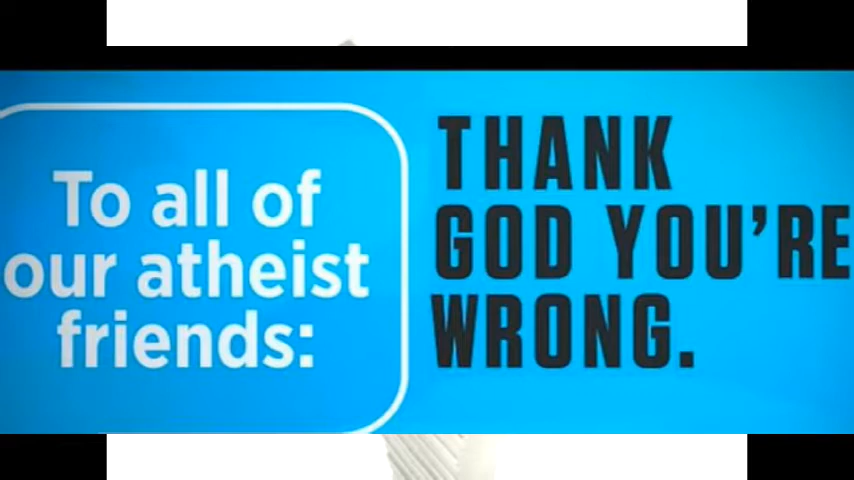 To all of
our atheist
friends:
THANK
GOD YOU'RE
WRONG.